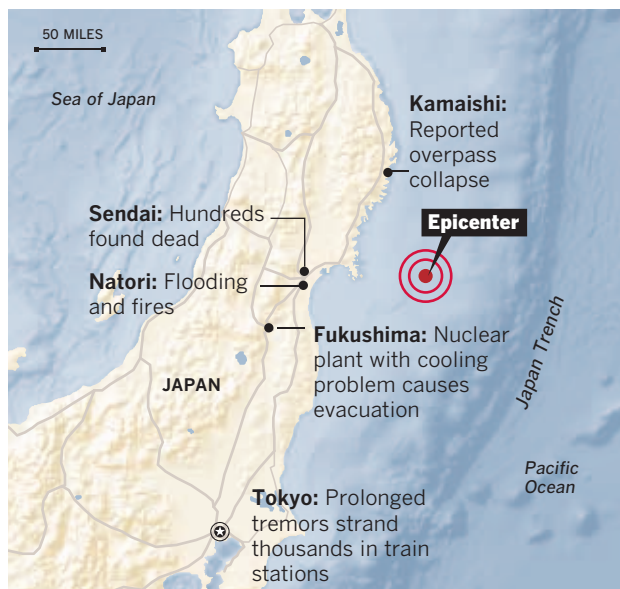 50 MILES
Sea of Japan
Kamaishi:
Reported
overpass
collapse
Sendai: Hundreds
found dead
Epicenter
Natori: Flooding
and fires
Fukushima: Nuclear
plant with cooling
problem causes
evacuation
Japan Trench
JAPAN
Pacific
Ocean
Tokyo: Prolonged
tremors strand
thousands in train
stations